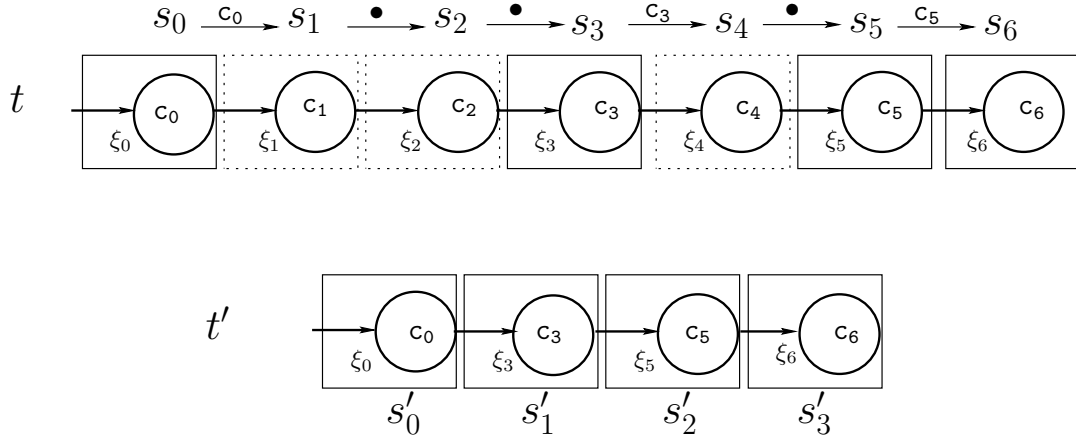 s₀ c₀ s₁ • s₂ • s₃ c₃ s₄ • s₅ c₅ s₆
t c₀ c₁ c₂ c₃ c₄ c₅ c₆
ξ₀ ξ₁ ξ₂ ξ₃ ξ₄ ξ₅ ξ₆
t′ c₀ c₃ c₅ c₆
ξ₀ ξ₃ ξ₅ ξ₆
s′₀ s′₁ s′₂ s′₃